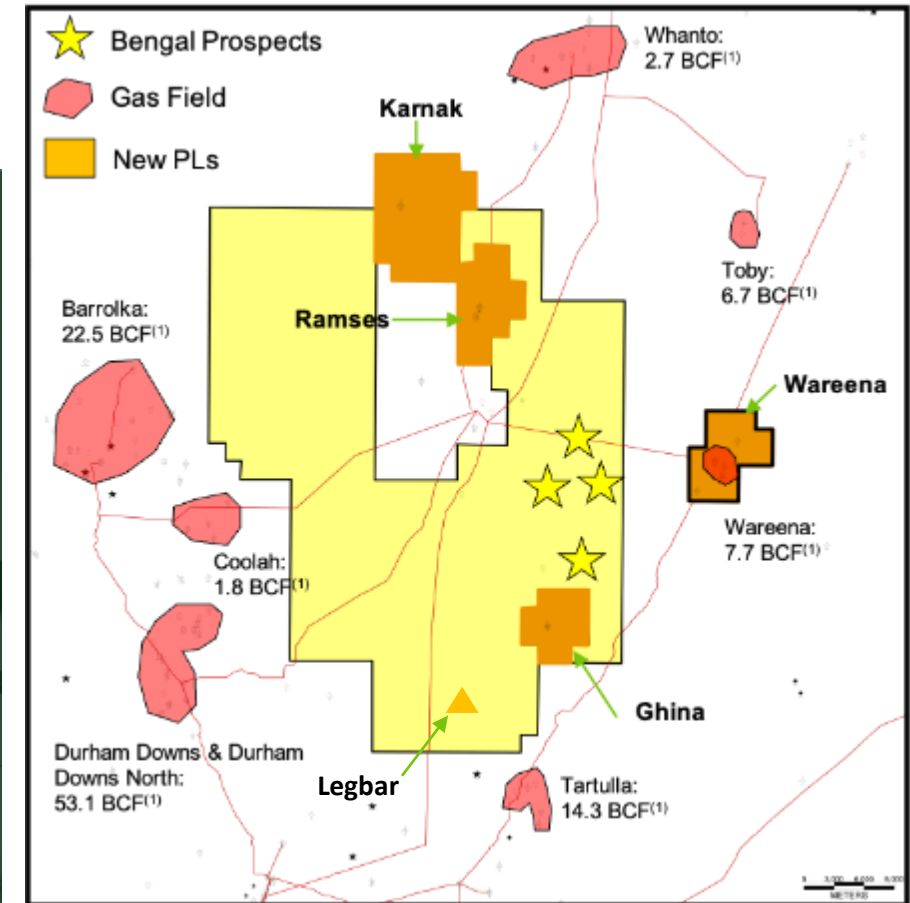 Bengal Prospects
Gas Field
New PLs
Whanto:
2.7 BCF(1)
Karnak
Toby:
6.7 BCF(1)
Barrolka:
22.5 BCF(1)
Ramses
Wareena
Wareena:
7.7 BCF(1)
Coolah:
1.8 BCF(1)
Ghina
Durham Downs & Durham
Downs North:
53.1 BCF(1)
Legbar
Tartulla:
14.3 BCF(1)
METERS